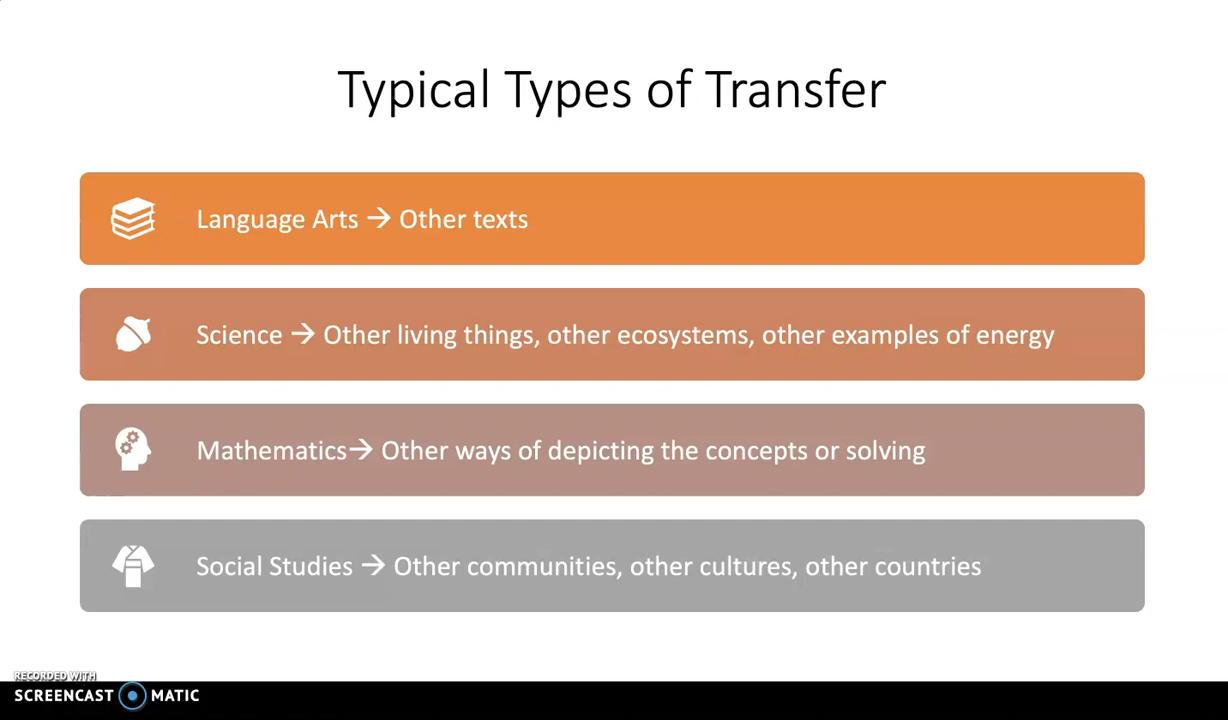 Typical Types of Transfer
Language Arts → Other texts
Science → Other living things, other ecosystems, other examples of energy
Mathematics→ Other ways of depicting the concepts or solving
Social Studies → Other communities, other cultures, other countries
RECORDED WITH
SCREENCAST MATIC